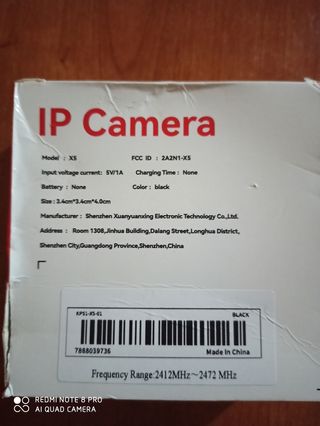 IP Camera
Model : X5 FCC ID : 2A2N1-X5
Input voltage current: 5V/1A Charging Time : None
Battery : None Color : black
Size : 3.4cm*3.4cm*4.0cm
Manufacturer : Shenzhen Xuanyuanxing Electronic Technology Co.,Ltd.
Address : Room 1308,Jinhua Building,Dalang Street,Longhua District,
Shenzhen City,Guangdong Province,Shenzhen,China
KPS1-X5-01 BLACK
7868039736 Made In China
Frequency Range:2412MHz～2472 MHz
REDMI NOTE 8 PRO
AI QUAD CAMERA